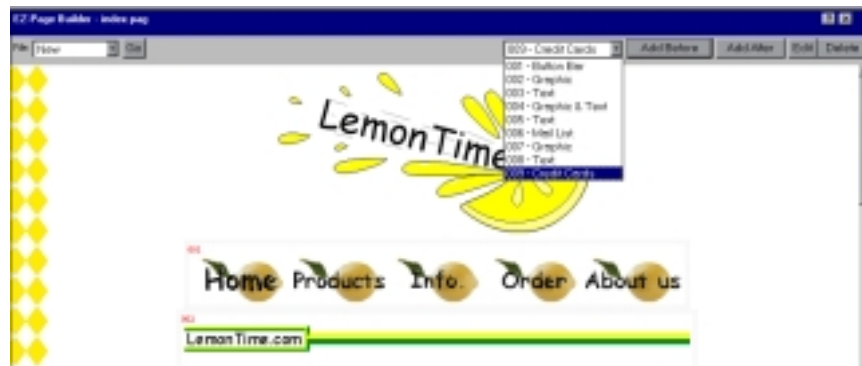 EZ-Page Builder - index pag
File New Go 009 - Credit Cards Add Before Add After Edit Delete
001 - Button Bar
002 - Graphic
003 - Text
004 - Graphic & Text
005 - Text
006 - Mail List
007 - Graphic
008 - Text
009 - Credit Cards
LemonTime
001
Home Products Info. Order About us
002
LemonTime.com